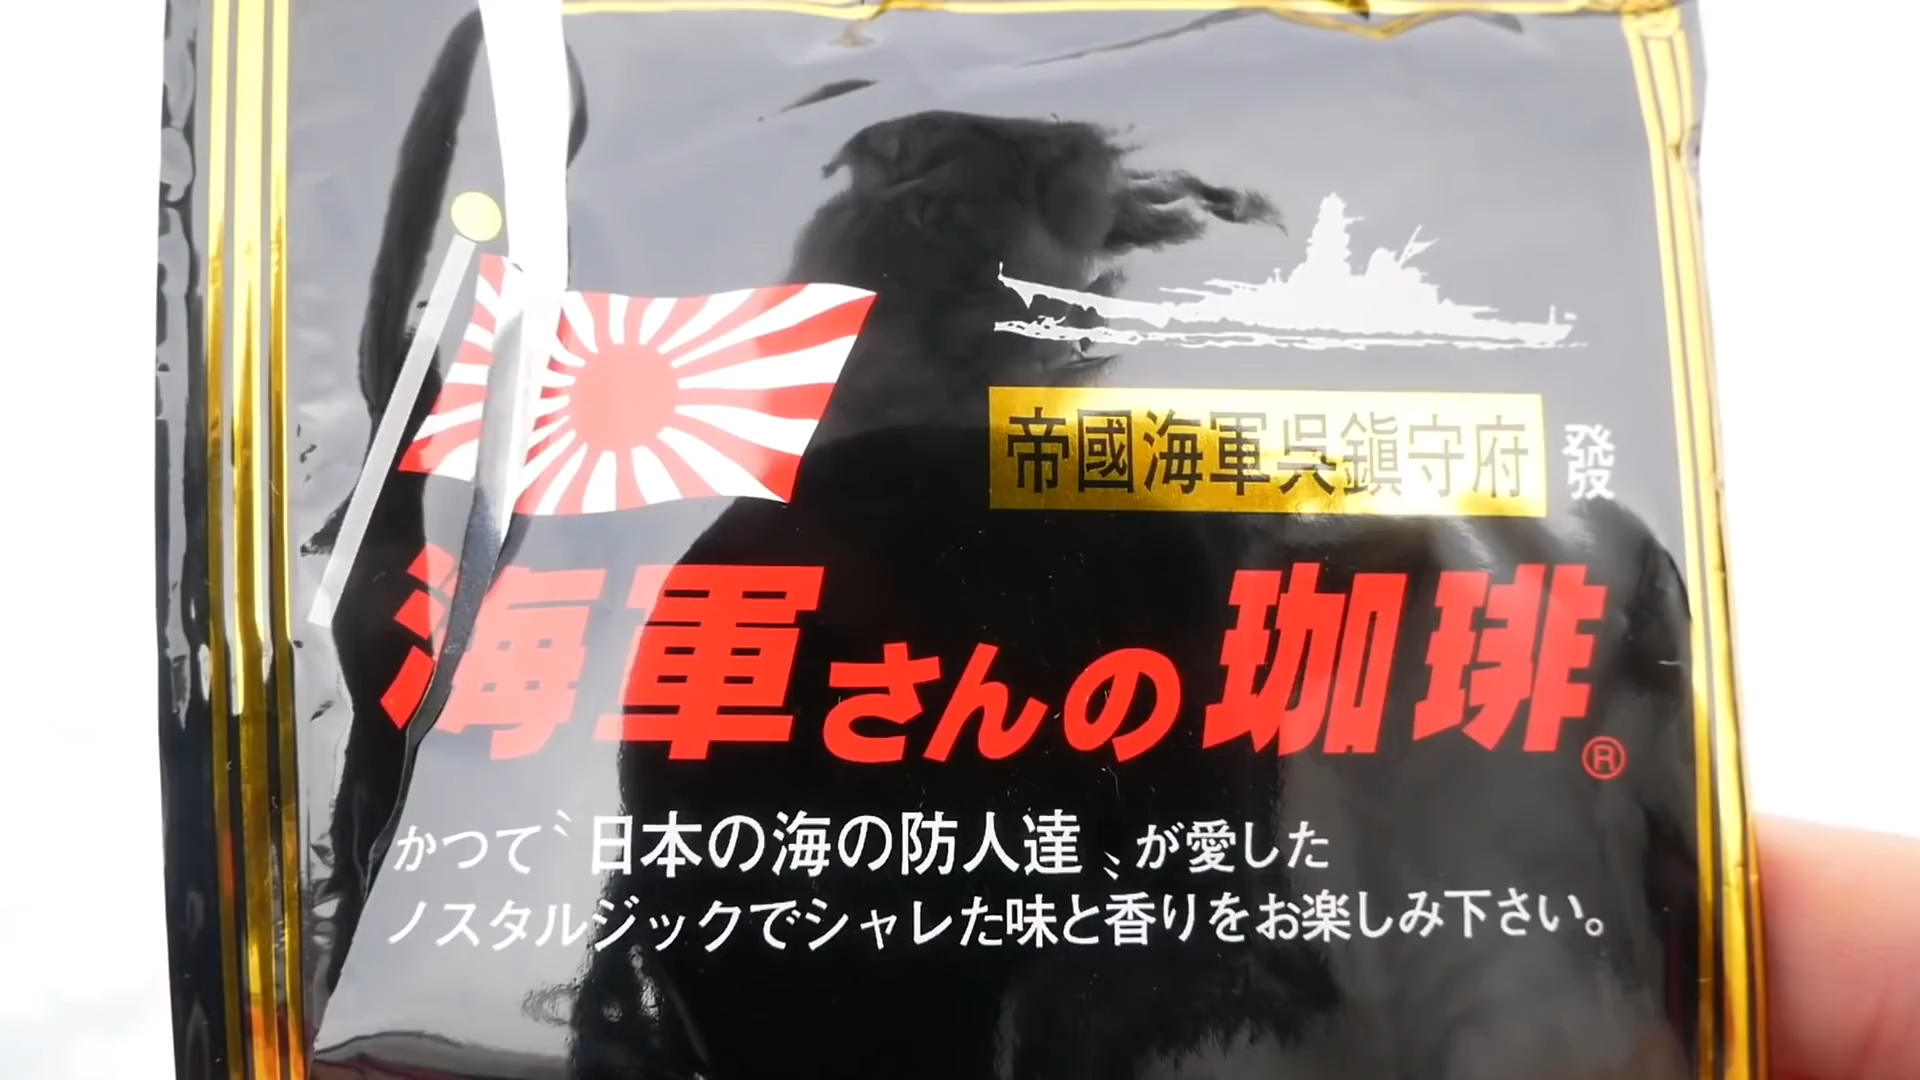 帝國海軍呉鎮守府 發
海軍さんの珈琲®
かつて〝日本の海の防人達〟が愛した
ノスタルジックでシャレた味と香りをお楽しみ下さい。